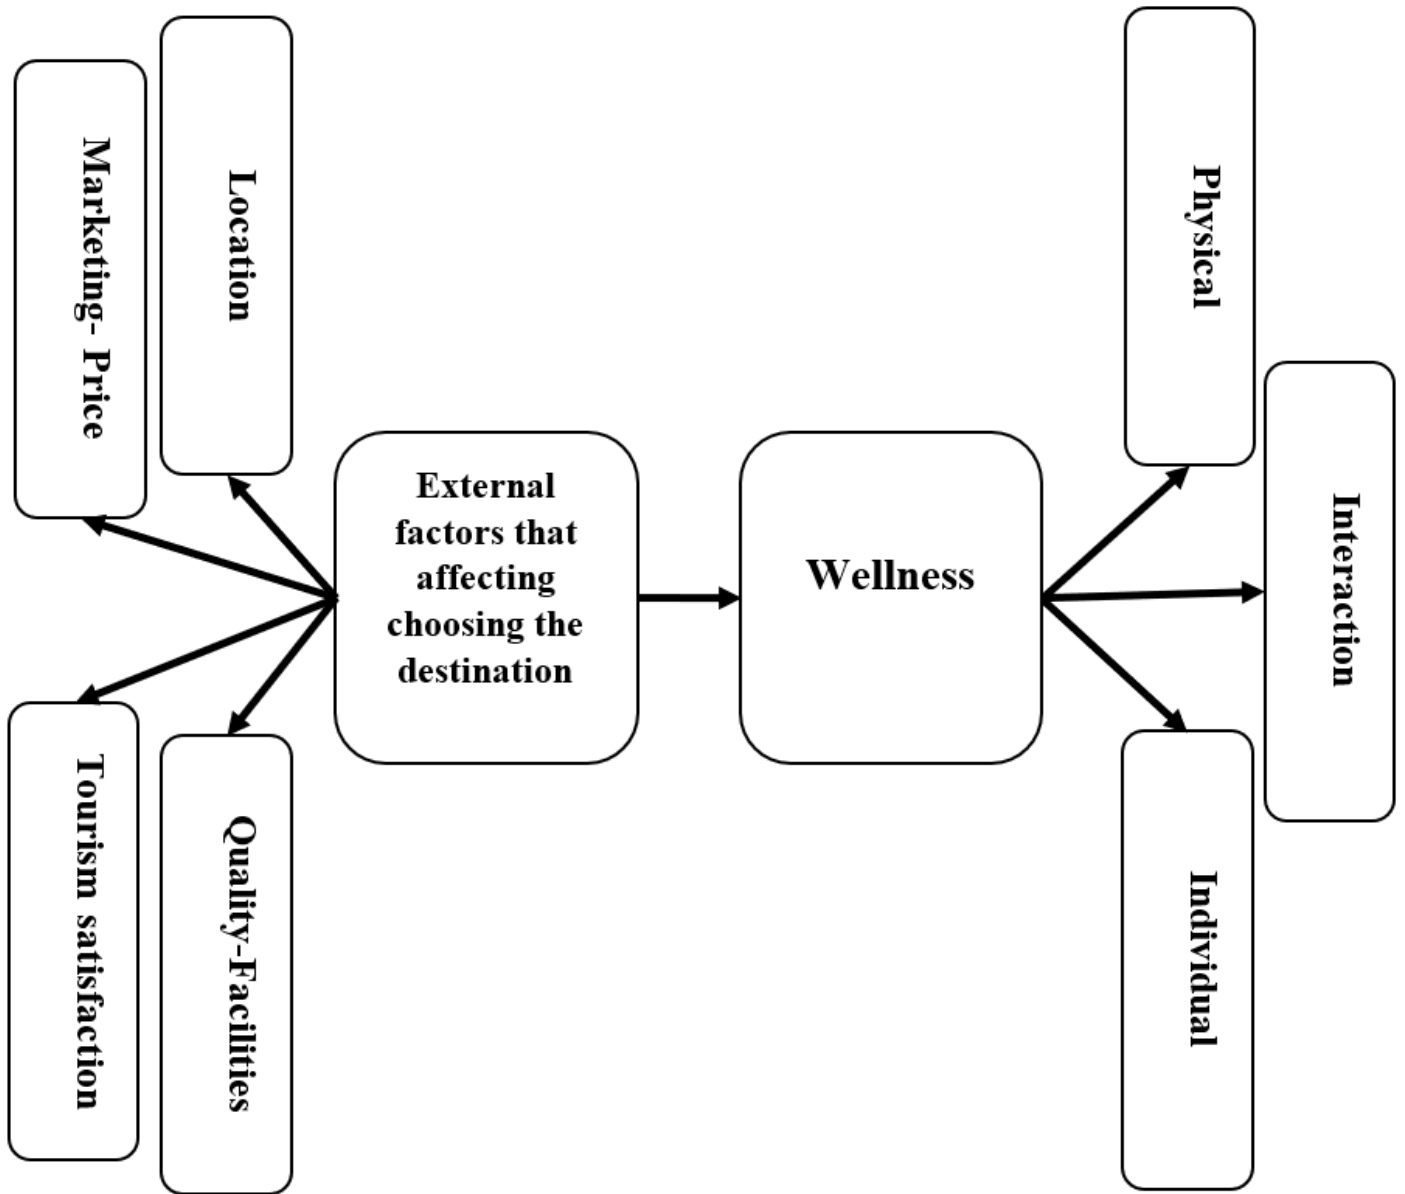 Marketing- Price
Location
Physical
Interaction
External
factors that
affecting
choosing the
destination
Wellness
Tourism satisfaction
Quality-Facilities
Individual